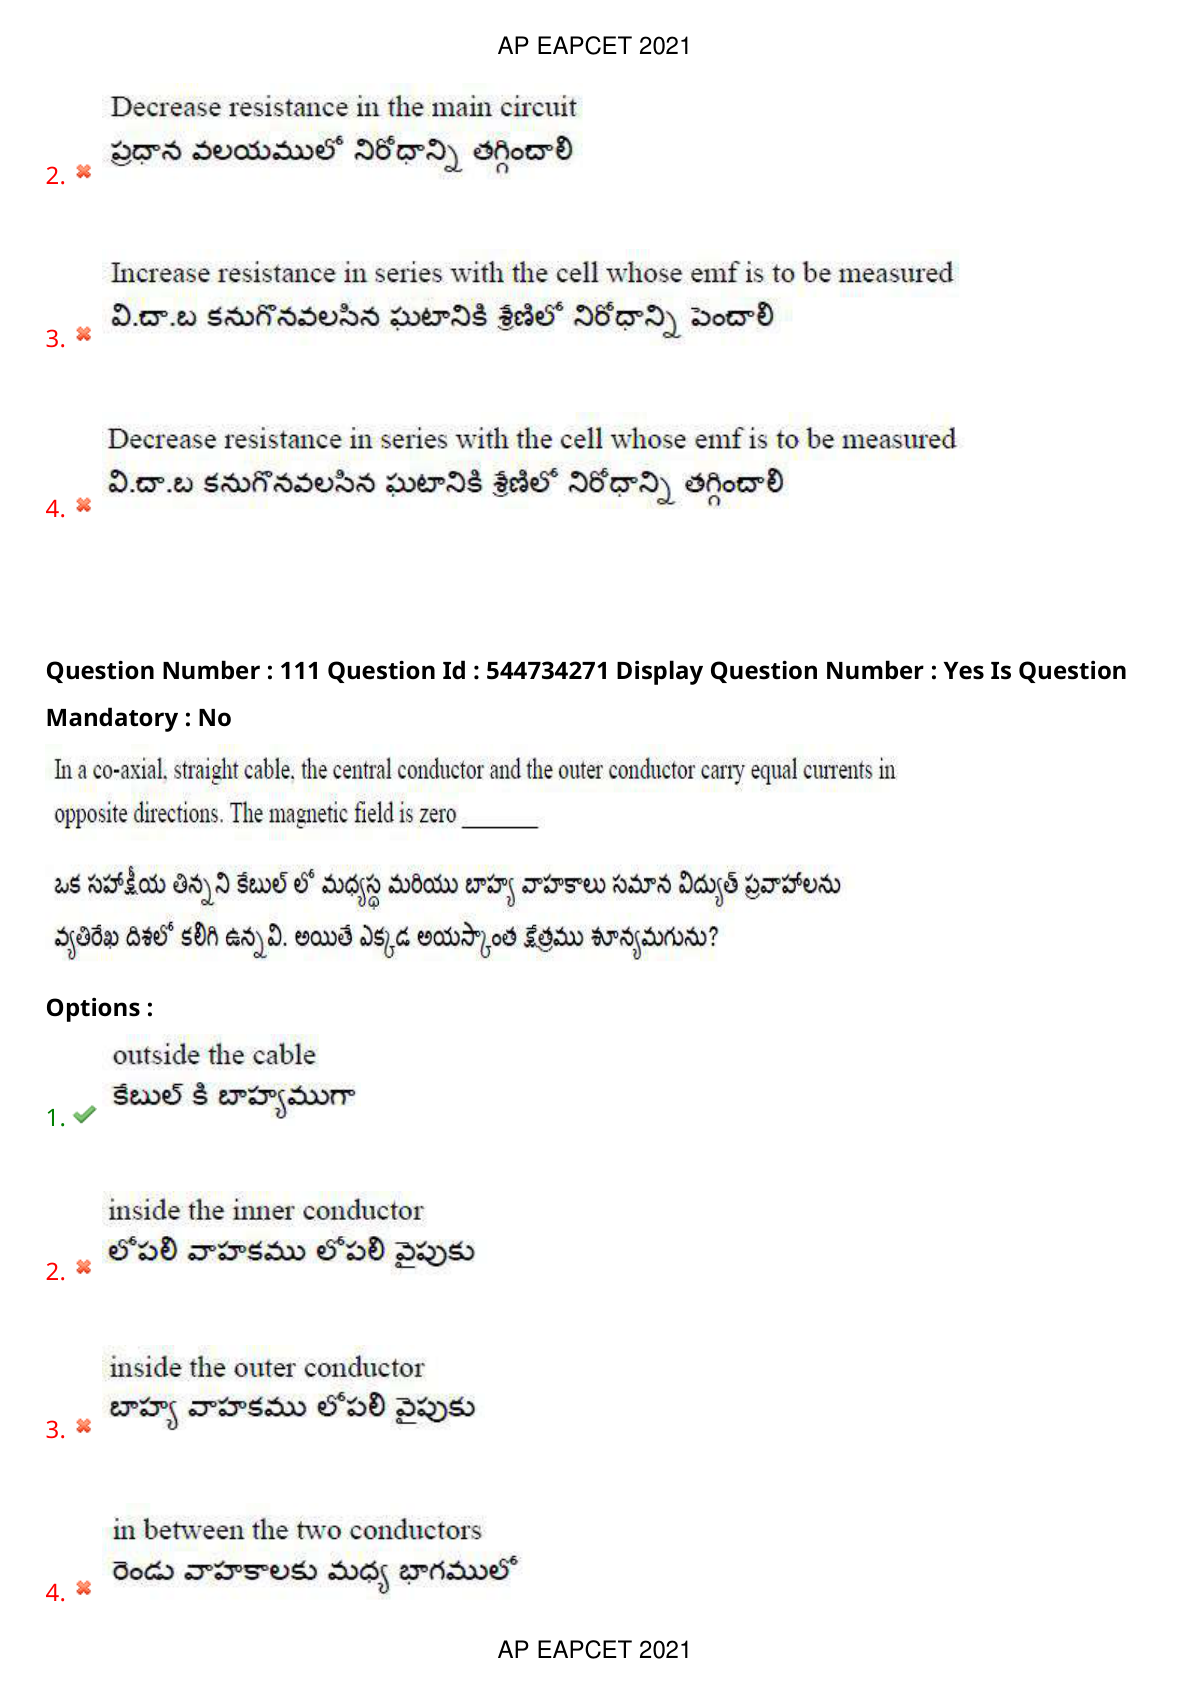 AP EAPCET 2021
Decrease resistance in the main circuit
ప్రధాన వలయములో నిరోధాన్ని తగ్గించాలి
2.
Increase resistance in series with the cell whose emf is to be measured
వి.చా.బ కనుగొనవలసిన ఘటానికి శ్రేణిలో నిరోధాన్ని పెంచాలి
3.
Decrease resistance in series with the cell whose emf is to be measured
వి.చా.బ కనుగొనవలసిన ఘటానికి శ్రేణిలో నిరోధాన్ని తగ్గించాలి
4.
Question Number : 111 Question Id : 544734271 Display Question Number : Yes Is Question
Mandatory : No
In a co-axial, straight cable, the central conductor and the outer conductor carry equal currents in
opposite directions. The magnetic field is zero ______
ఒక సహాక్షీయ తిన్నని కేబుల్ లో మధ్యస్థ మరియు బాహ్య వాహకాలు సమాన విద్యుత్ ప్రవాహాలను
వ్యతిరేఖ దిశలో కలిగి ఉన్నవి. అయితే ఎక్కడ అయస్కాంత క్షేత్రము శూన్యమగును?
Options :
outside the cable
కేబుల్ కి బాహ్యముగా
1.
inside the inner conductor
లోపలి వాహకము లోపలి వైపుకు
2.
inside the outer conductor
బాహ్య వాహకము లోపలి వైపుకు
3.
in between the two conductors
రెండు వాహకాలకు మధ్య భాగములో
4.
AP EAPCET 2021